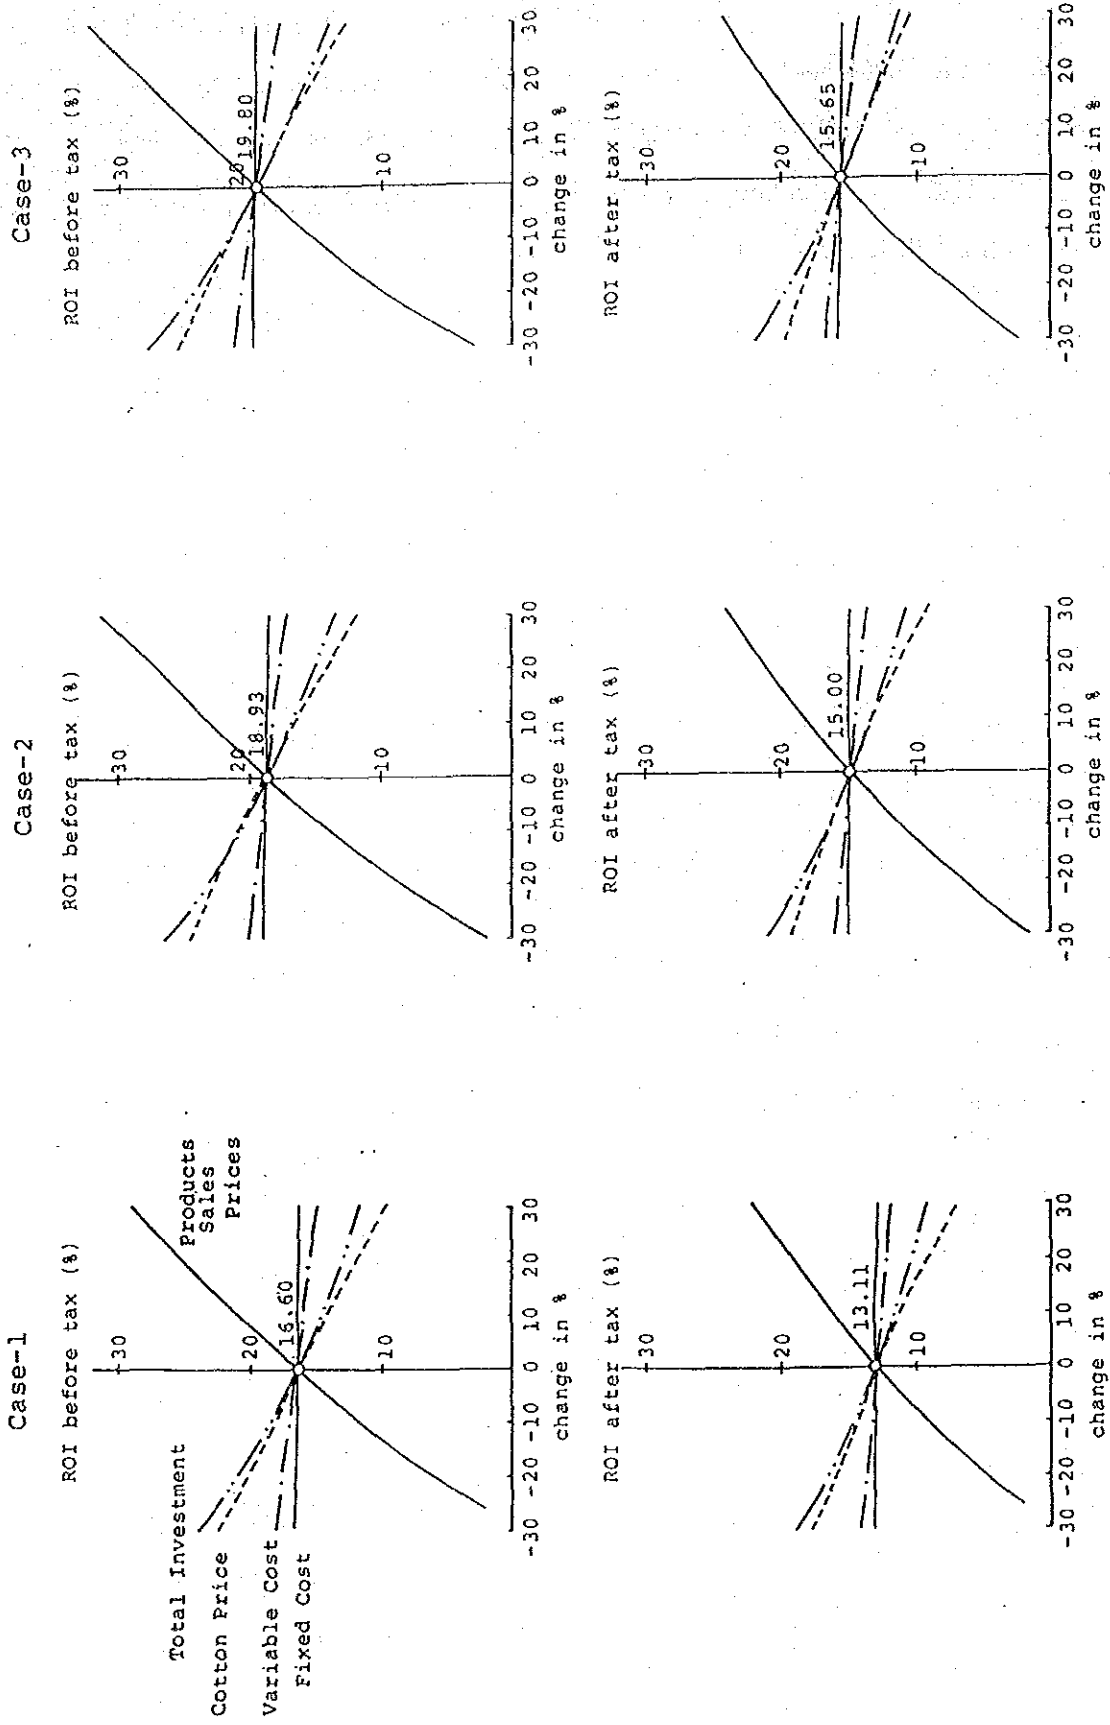 Case-1
ROI before tax (%)
30
20
16.60
10
-30 -20 -10 0 10 20 30
change in %
Total Investment
Cotton Price
Variable Cost
Fixed Cost
Products
Sales
Prices
ROI after tax (%)
30
20
13.11
10
-30 -20 -10 0 10 20 30
change in %
Case-2
ROI before tax (%)
30
20
18.93
10
-30 -20 -10 0 10 20 30
change in %
ROI after tax (%)
30
20
15.00
10
-30 -20 -10 0 10 20 30
change in %
Case-3
ROI before tax (%)
30
20
19.80
10
-30 -20 -10 0 10 20 30
change in %
ROI after tax (%)
30
20
15.65
10
-30 -20 -10 0 10 20 30
change in %